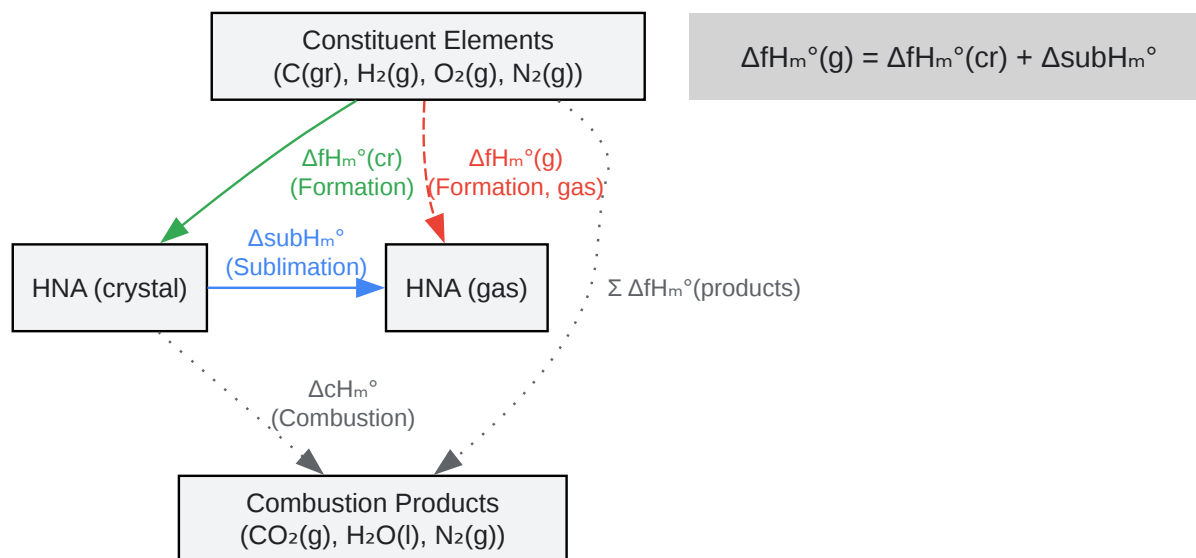 Constituent Elements
(C(gr), H₂(g), O₂(g), N₂(g))
ΔfHₘ°(g) = ΔfHₘ°(cr) + ΔsubHₘ°
ΔfHₘ°(cr)
(Formation)
ΔfHₘ°(g)
(Formation, gas)
ΔsubHₘ°
(Sublimation)
HNA (crystal)
HNA (gas)
Σ ΔfHₘ°(products)
ΔcHₘ°
(Combustion)
Combustion Products
(CO₂(g), H₂O(l), N₂(g))